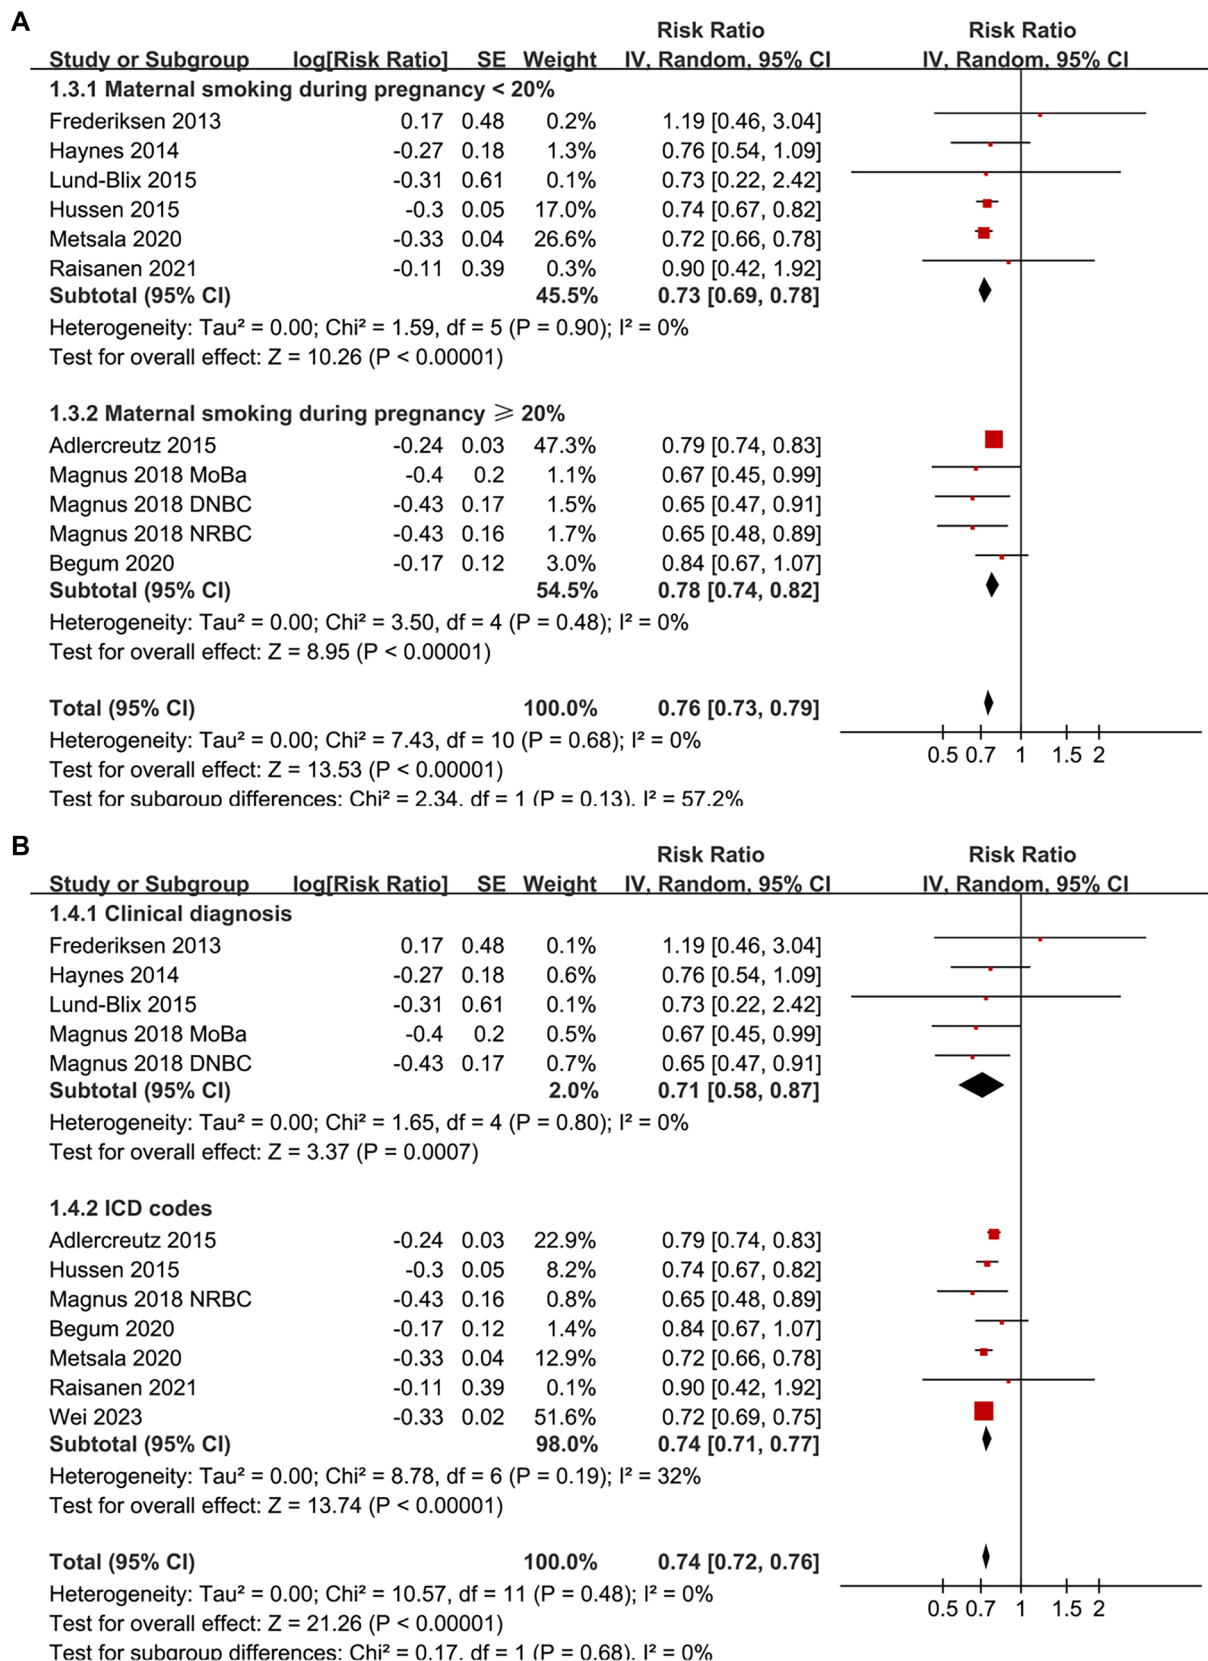 A
Risk Ratio Risk Ratio
Study or Subgroup log[Risk Ratio] SE Weight IV, Random, 95% CI IV, Random, 95% CI
1.3.1 Maternal smoking during pregnancy < 20%
Frederiksen 2013 0.17 0.48 0.2% 1.19 [0.46, 3.04]
Haynes 2014 -0.27 0.18 1.3% 0.76 [0.54, 1.09]
Lund-Blix 2015 -0.31 0.61 0.1% 0.73 [0.22, 2.42]
Hussen 2015 -0.3 0.05 17.0% 0.74 [0.67, 0.82]
Metsala 2020 -0.33 0.04 26.6% 0.72 [0.66, 0.78]
Raisanen 2021 -0.11 0.39 0.3% 0.90 [0.42, 1.92]
Subtotal (95% CI) 45.5% 0.73 [0.69, 0.78]
Heterogeneity: Tau² = 0.00; Chi² = 1.59, df = 5 (P = 0.90); I² = 0%
Test for overall effect: Z = 10.26 (P < 0.00001)
1.3.2 Maternal smoking during pregnancy ⩾ 20%
Adlercreutz 2015 -0.24 0.03 47.3% 0.79 [0.74, 0.83]
Magnus 2018 MoBa -0.4 0.2 1.1% 0.67 [0.45, 0.99]
Magnus 2018 DNBC -0.43 0.17 1.5% 0.65 [0.47, 0.91]
Magnus 2018 NRBC -0.43 0.16 1.7% 0.65 [0.48, 0.89]
Begum 2020 -0.17 0.12 3.0% 0.84 [0.67, 1.07]
Subtotal (95% CI) 54.5% 0.78 [0.74, 0.82]
Heterogeneity: Tau² = 0.00; Chi² = 3.50, df = 4 (P = 0.48); I² = 0%
Test for overall effect: Z = 8.95 (P < 0.00001)
Total (95% CI) 100.0% 0.76 [0.73, 0.79]
Heterogeneity: Tau² = 0.00; Chi² = 7.43, df = 10 (P = 0.68); I² = 0%
0.5 0.7 1 1.5 2
Test for overall effect: Z = 13.53 (P < 0.00001)
Test for subgroup differences: Chi² = 2.34, df = 1 (P = 0.13), I² = 57.2%
B
Risk Ratio Risk Ratio
Study or Subgroup log[Risk Ratio] SE Weight IV, Random, 95% CI IV, Random, 95% CI
1.4.1 Clinical diagnosis
Frederiksen 2013 0.17 0.48 0.1% 1.19 [0.46, 3.04]
Haynes 2014 -0.27 0.18 0.6% 0.76 [0.54, 1.09]
Lund-Blix 2015 -0.31 0.61 0.1% 0.73 [0.22, 2.42]
Magnus 2018 MoBa -0.4 0.2 0.5% 0.67 [0.45, 0.99]
Magnus 2018 DNBC -0.43 0.17 0.7% 0.65 [0.47, 0.91]
Subtotal (95% CI) 2.0% 0.71 [0.58, 0.87]
Heterogeneity: Tau² = 0.00; Chi² = 1.65, df = 4 (P = 0.80); I² = 0%
Test for overall effect: Z = 3.37 (P = 0.0007)
1.4.2 ICD codes
Adlercreutz 2015 -0.24 0.03 22.9% 0.79 [0.74, 0.83]
Hussen 2015 -0.3 0.05 8.2% 0.74 [0.67, 0.82]
Magnus 2018 NRBC -0.43 0.16 0.8% 0.65 [0.48, 0.89]
Begum 2020 -0.17 0.12 1.4% 0.84 [0.67, 1.07]
Metsala 2020 -0.33 0.04 12.9% 0.72 [0.66, 0.78]
Raisanen 2021 -0.11 0.39 0.1% 0.90 [0.42, 1.92]
Wei 2023 -0.33 0.02 51.6% 0.72 [0.69, 0.75]
Subtotal (95% CI) 98.0% 0.74 [0.71, 0.77]
Heterogeneity: Tau² = 0.00; Chi² = 8.78, df = 6 (P = 0.19); I² = 32%
Test for overall effect: Z = 13.74 (P < 0.00001)
Total (95% CI) 100.0% 0.74 [0.72, 0.76]
Heterogeneity: Tau² = 0.00; Chi² = 10.57, df = 11 (P = 0.48); I² = 0%
0.5 0.7 1 1.5 2
Test for overall effect: Z = 21.26 (P < 0.00001)
Test for subgroup differences: Chi² = 0.17, df = 1 (P = 0.68), I² = 0%